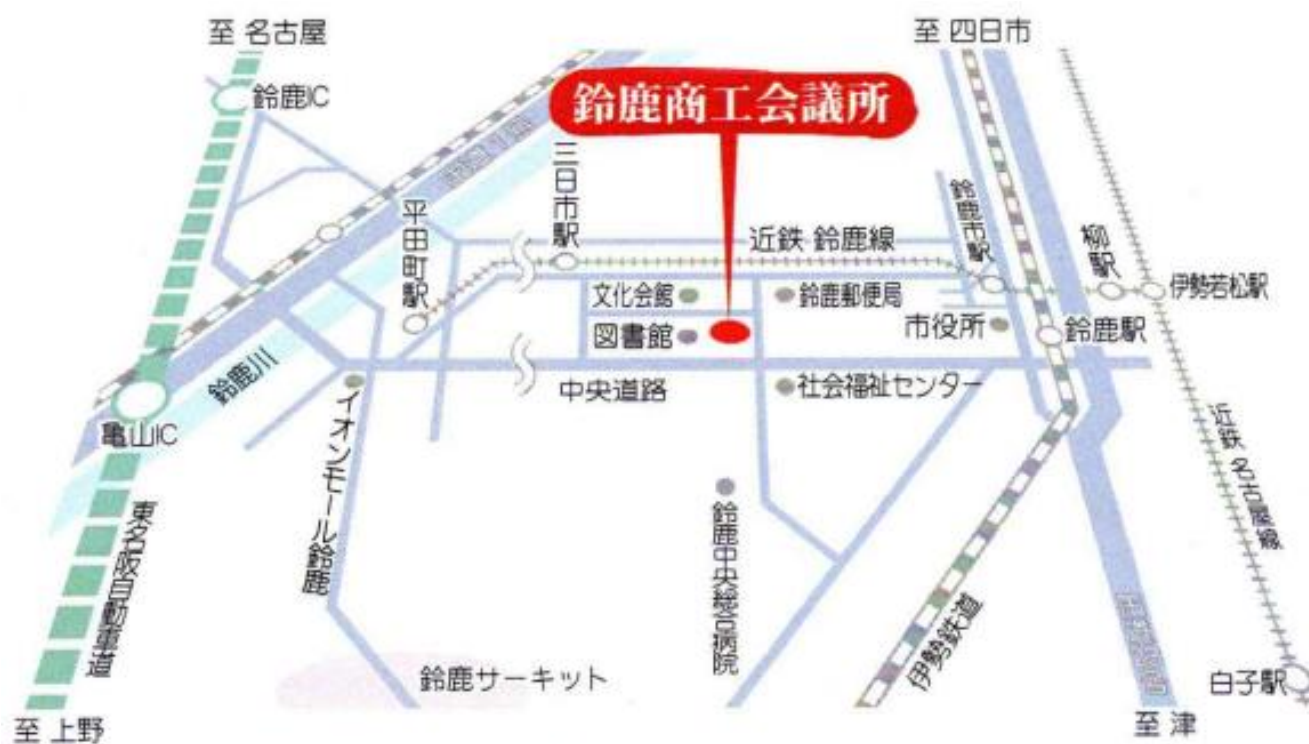 至 名古屋
至 四日市
鈴鹿IC
鈴鹿商工会議所
三日市駅
平田町駅
近鉄 鈴鹿線
鈴鹿市駅
柳駅
伊勢若松駅
文化会館
鈴鹿郵便局
図書館
市役所
鈴鹿駅
鈴鹿川
中央道路
社会福祉センター
亀山IC
イオンモール鈴鹿
近鉄 名古屋線
鈴鹿中央総合病院
東名阪自動車道
伊勢鉄道
鈴鹿サーキット
白子駅
至 上野
至 津